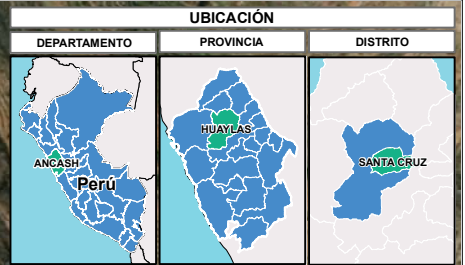 UBICACIÓN
DEPARTAMENTO
PROVINCIA
DISTRITO
ANCASH
Perú
HUAYLAS
SANTA CRUZ